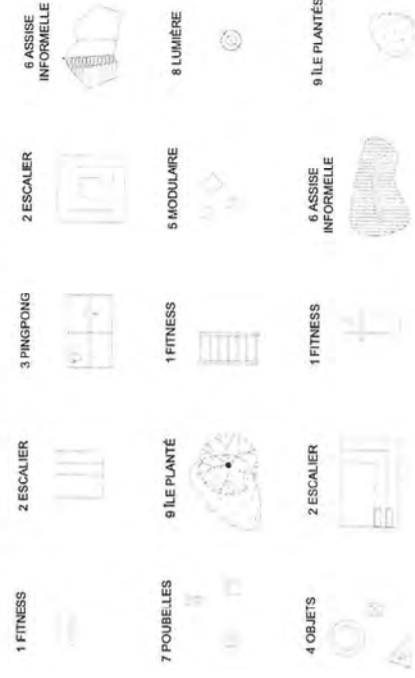 1 FITNESS
2 ESCALIER
3 PINGPONG
2 ESCALIER
6 ASSISE
INFORMELLE
7 POUBELLES
9 ÎLE PLANTÉ
1 FITNESS
5 MODULAIRE
8 LUMIÈRE
4 OBJETS
2 ESCALIER
1 FITNESS
6 ASSISE
INFORMELLE
9 ÎLE PLANTÉS